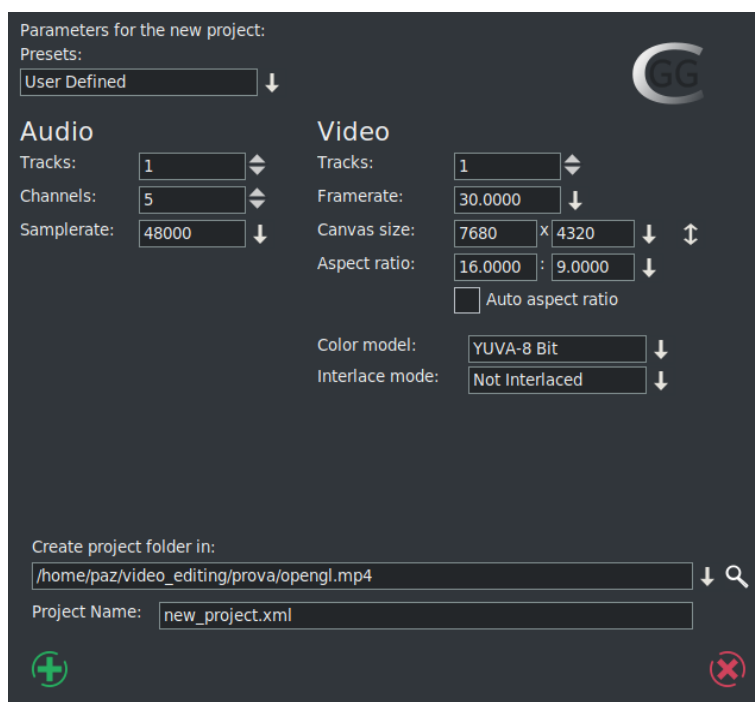 Parameters for the new project:
Presets:
User Defined
GG
Audio
Tracks: 1
Channels: 5
Samplerate: 48000
Video
Tracks: 1
Framerate: 30.0000
Canvas size: 7680 x 4320
Aspect ratio: 16.0000 : 9.0000
Auto aspect ratio
Color model: YUVA-8 Bit
Interlace mode: Not Interlaced
Create project folder in:
/home/paz/video_editing/prova/opengl.mp4
Project Name: new_project.xml